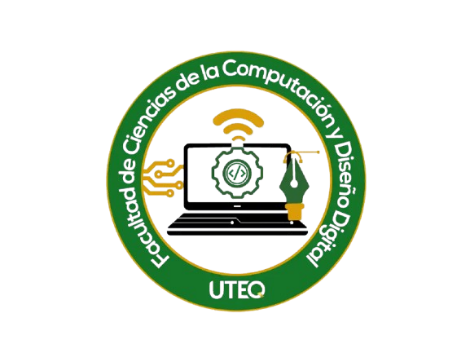 Facultad de Ciencias de la Computación y Diseño Digital
</>
UTEQ